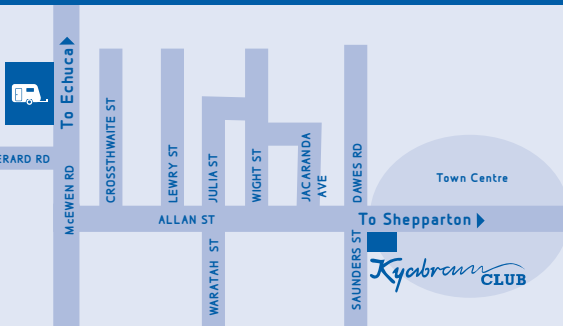 To Echuca
ERARD RD
McEWEN RD
CROSSTHWAITE ST
LEWRY ST
JULIA ST
WIGHT ST
JACARANDA
AVE
DAWES RD
Town Centre
ALLAN ST
To Shepparton
WARATAH ST
SAUNDERS ST
Kyabram
CLUB